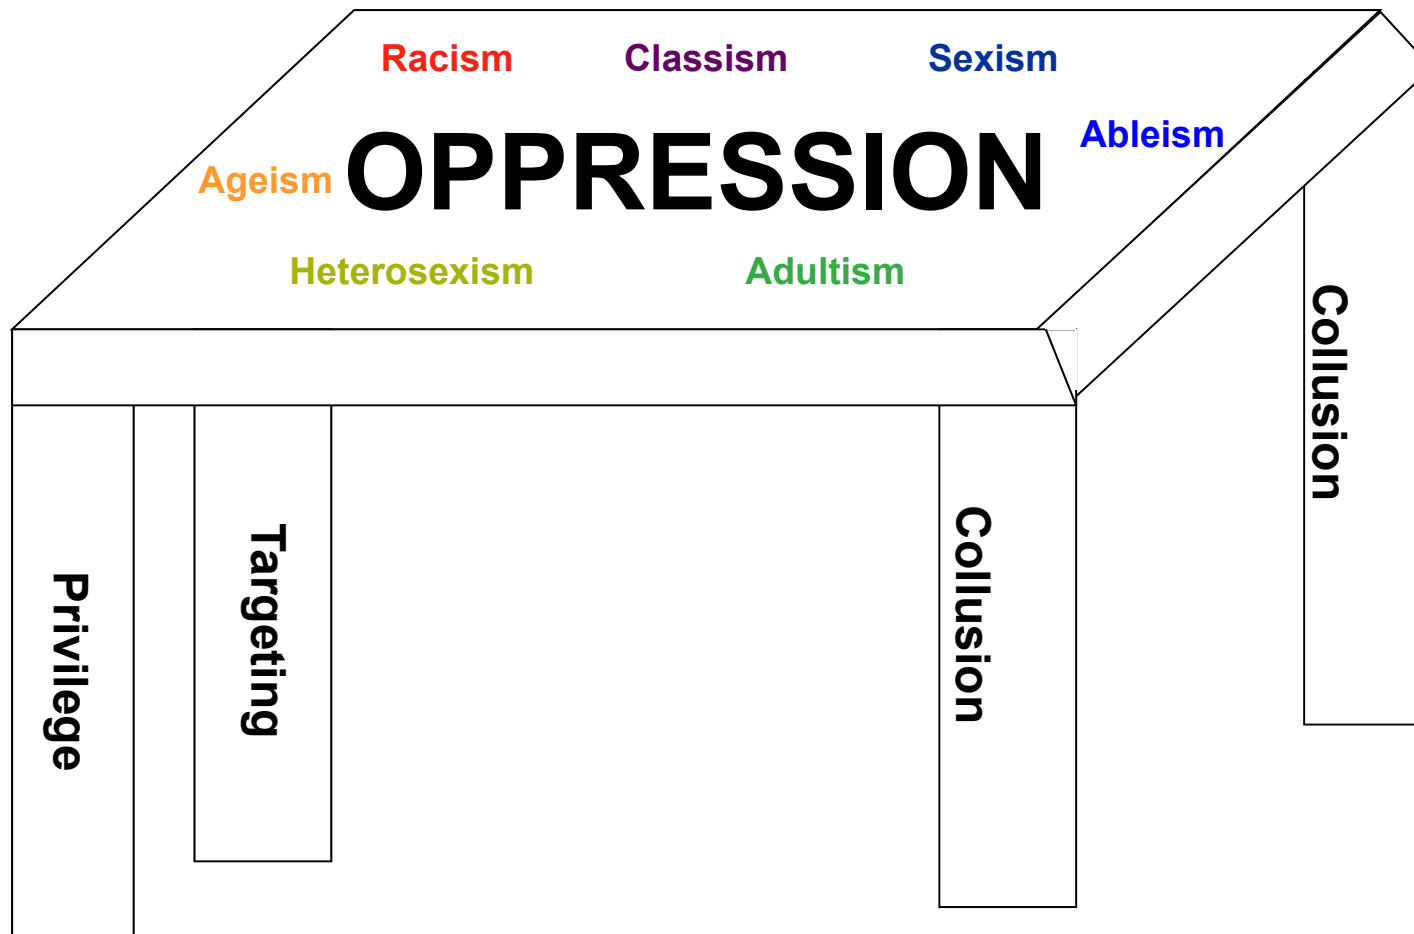 Racism Classism Sexism
Ableism
OPPRESSION
Ageism
Heterosexism Adultism
Collusion
Collusion
Targeting
Privilege